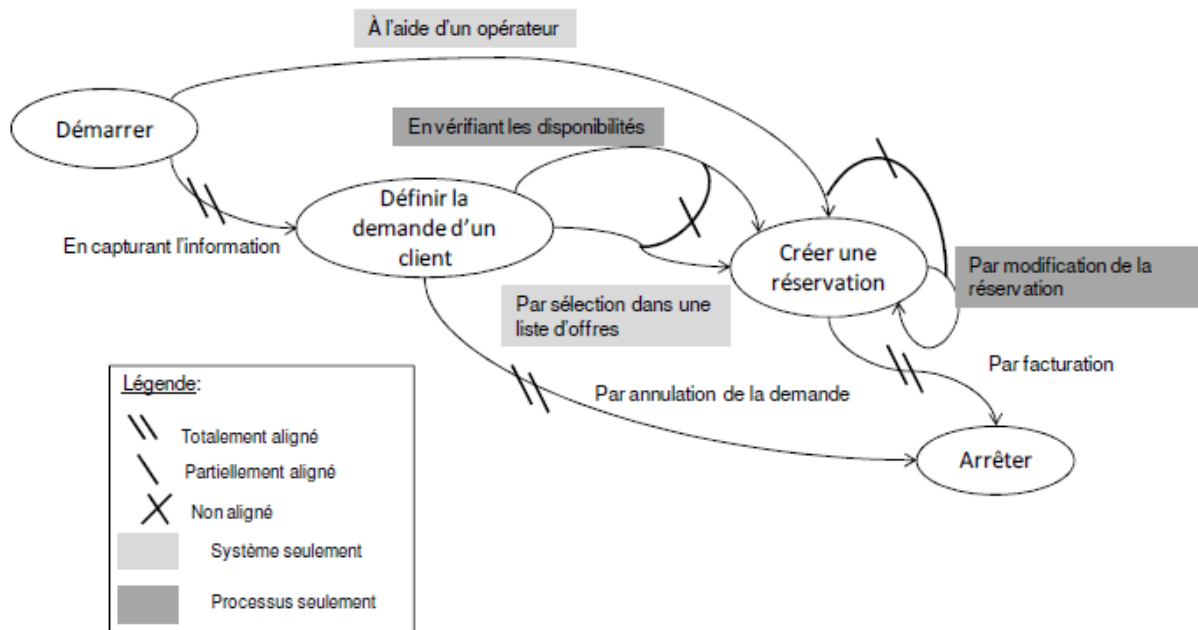 À l'aide d'un opérateur
Démarrer
En vérifiant les disponibilités
Définir la
demande d'un
client
En capturant l'information
Créer une
réservation
Par modification de la
réservation
Par sélection dans une
liste d'offres
Par facturation
Par annulation de la demande
Arrêter
Légende:
Totalement aligné
Partiellement aligné
Non aligné
Système seulement
Processus seulement